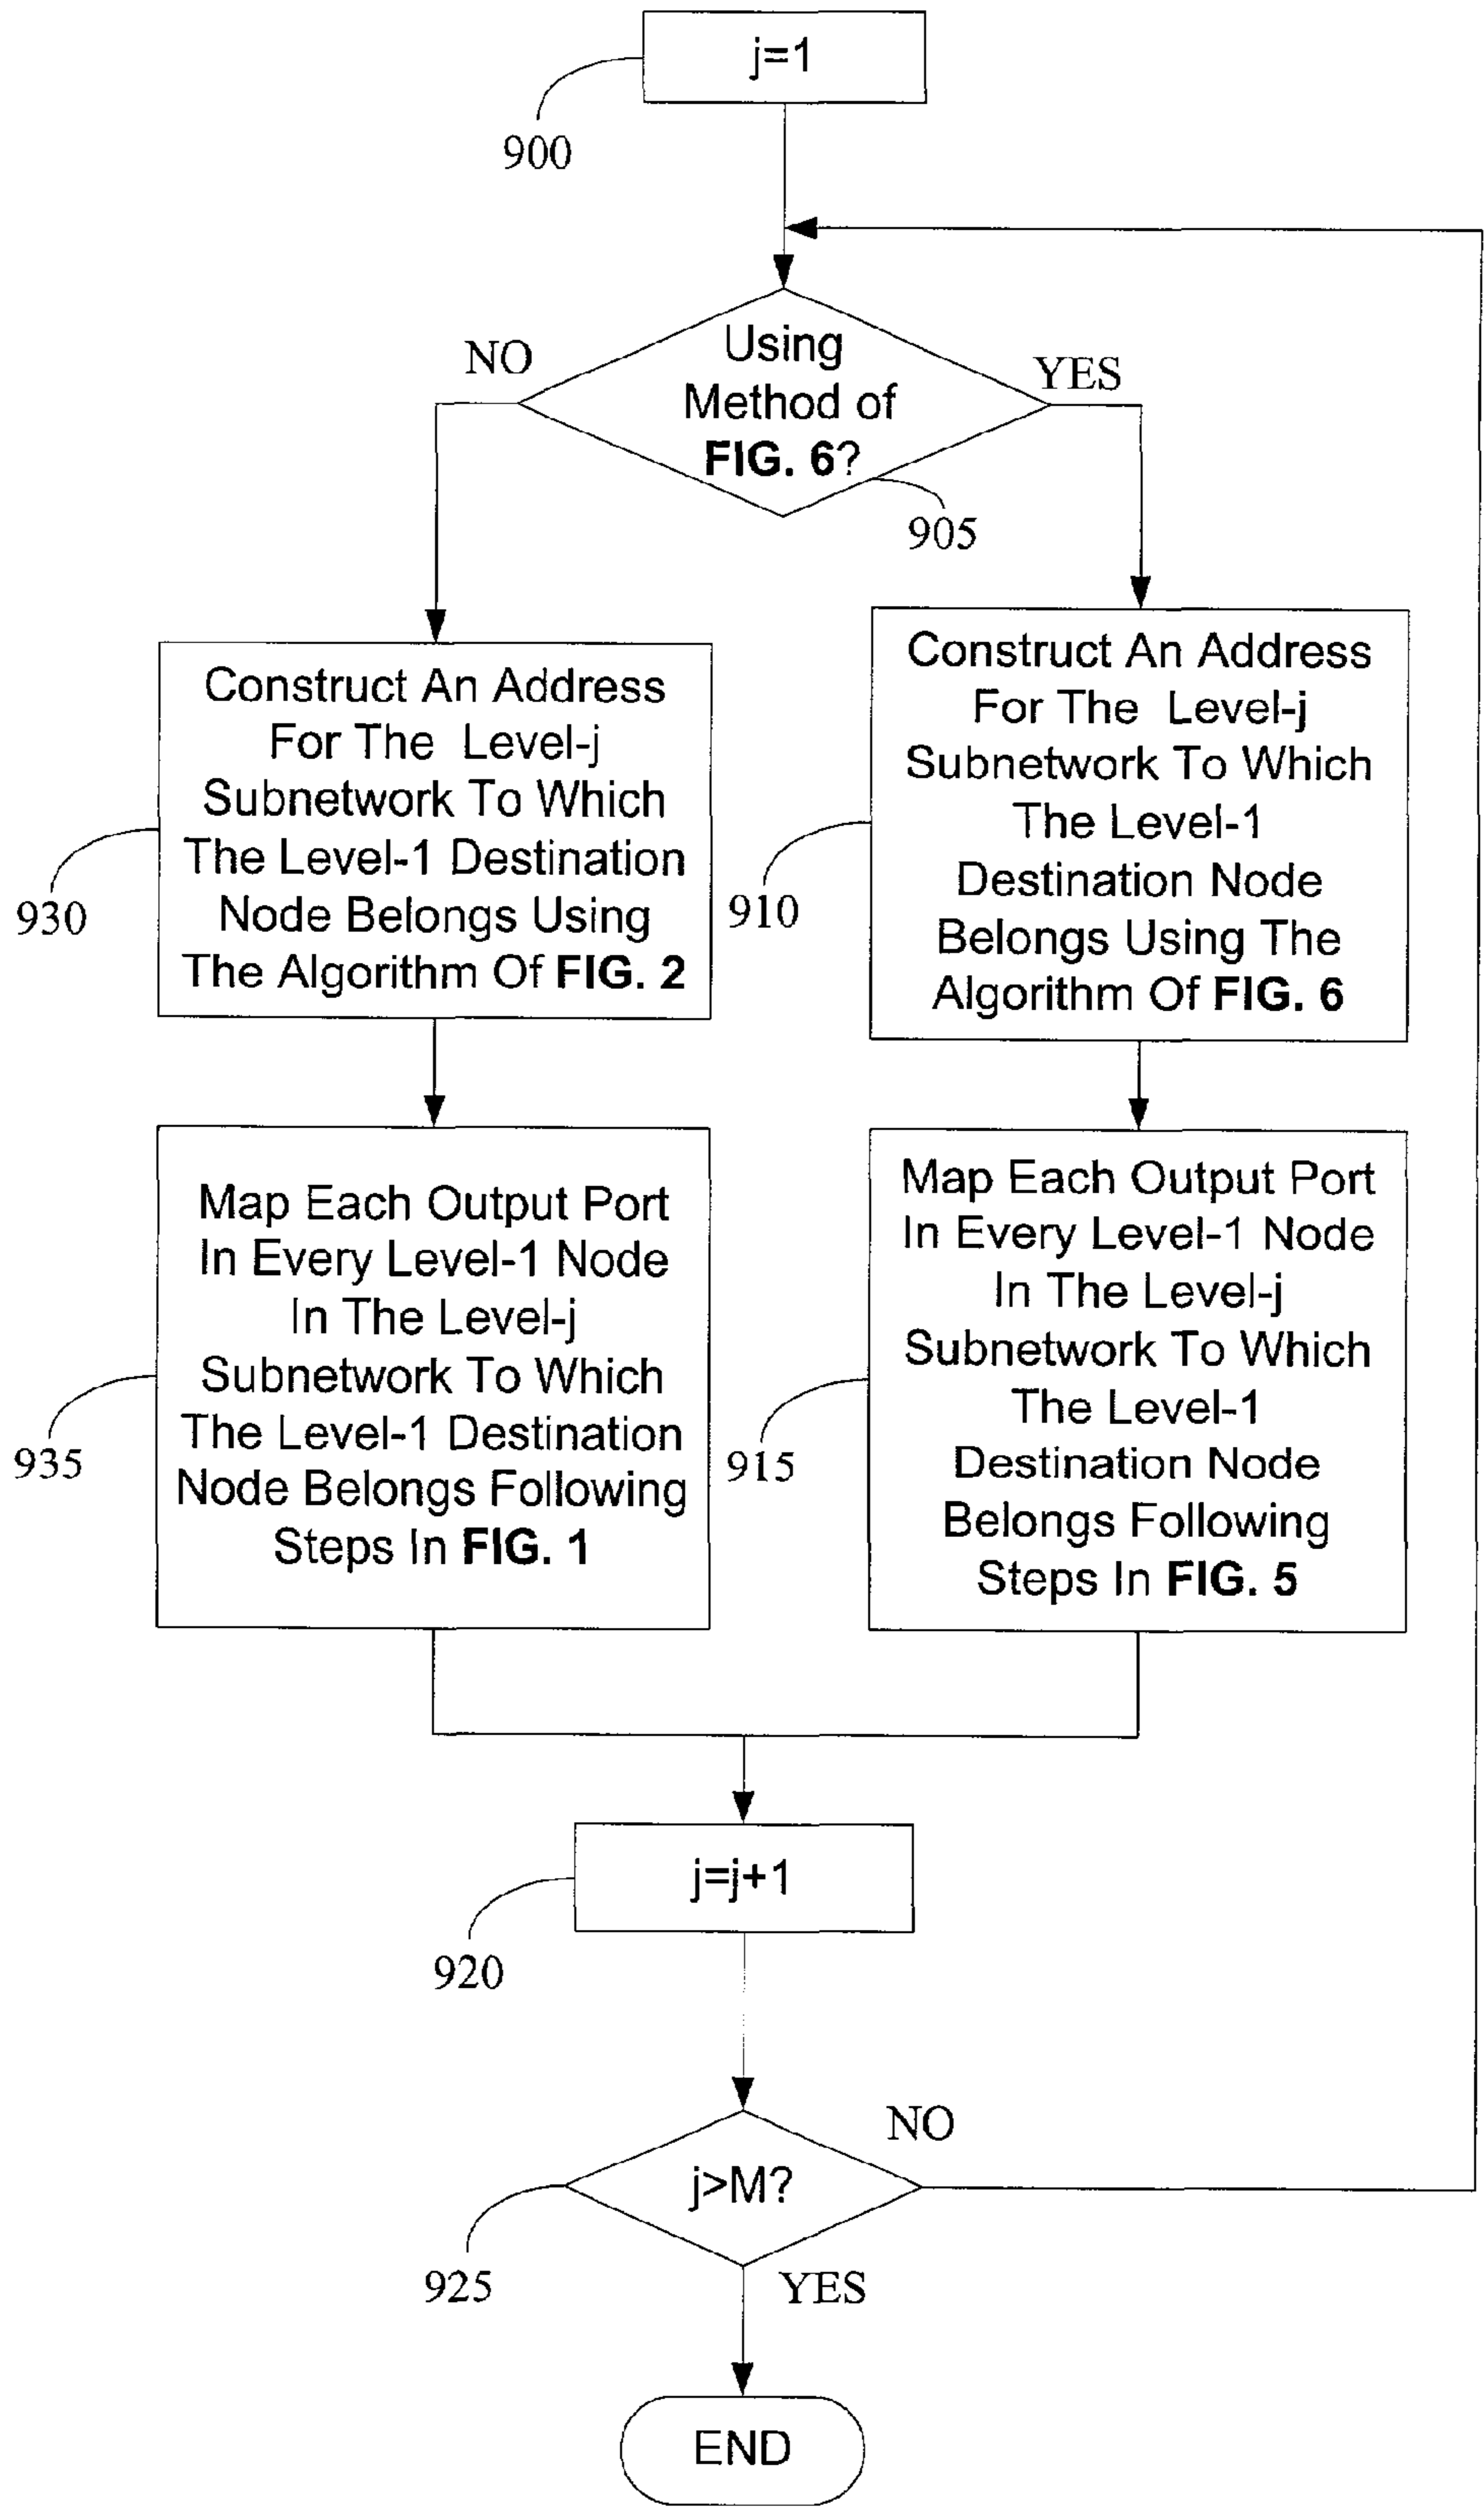 j=1
900
Using
Method of
FIG. 6?
NO
YES
905
Construct An Address
For The Level-j
Subnetwork To Which
The Level-1 Destination
Node Belongs Using
The Algorithm Of FIG. 2
930
Construct An Address
For The Level-j
Subnetwork To Which
The Level-1
Destination Node
Belongs Using The
Algorithm Of FIG. 6
910
Map Each Output Port
In Every Level-1 Node
In The Level-j
Subnetwork To Which
The Level-1 Destination
Node Belongs Following
Steps In FIG. 1
935
Map Each Output Port
In Every Level-1 Node
In The Level-j
Subnetwork To Which
The Level-1
Destination Node
Belongs Following
Steps In FIG. 5
915
j=j+1
920
j>M?
NO
925
YES
END